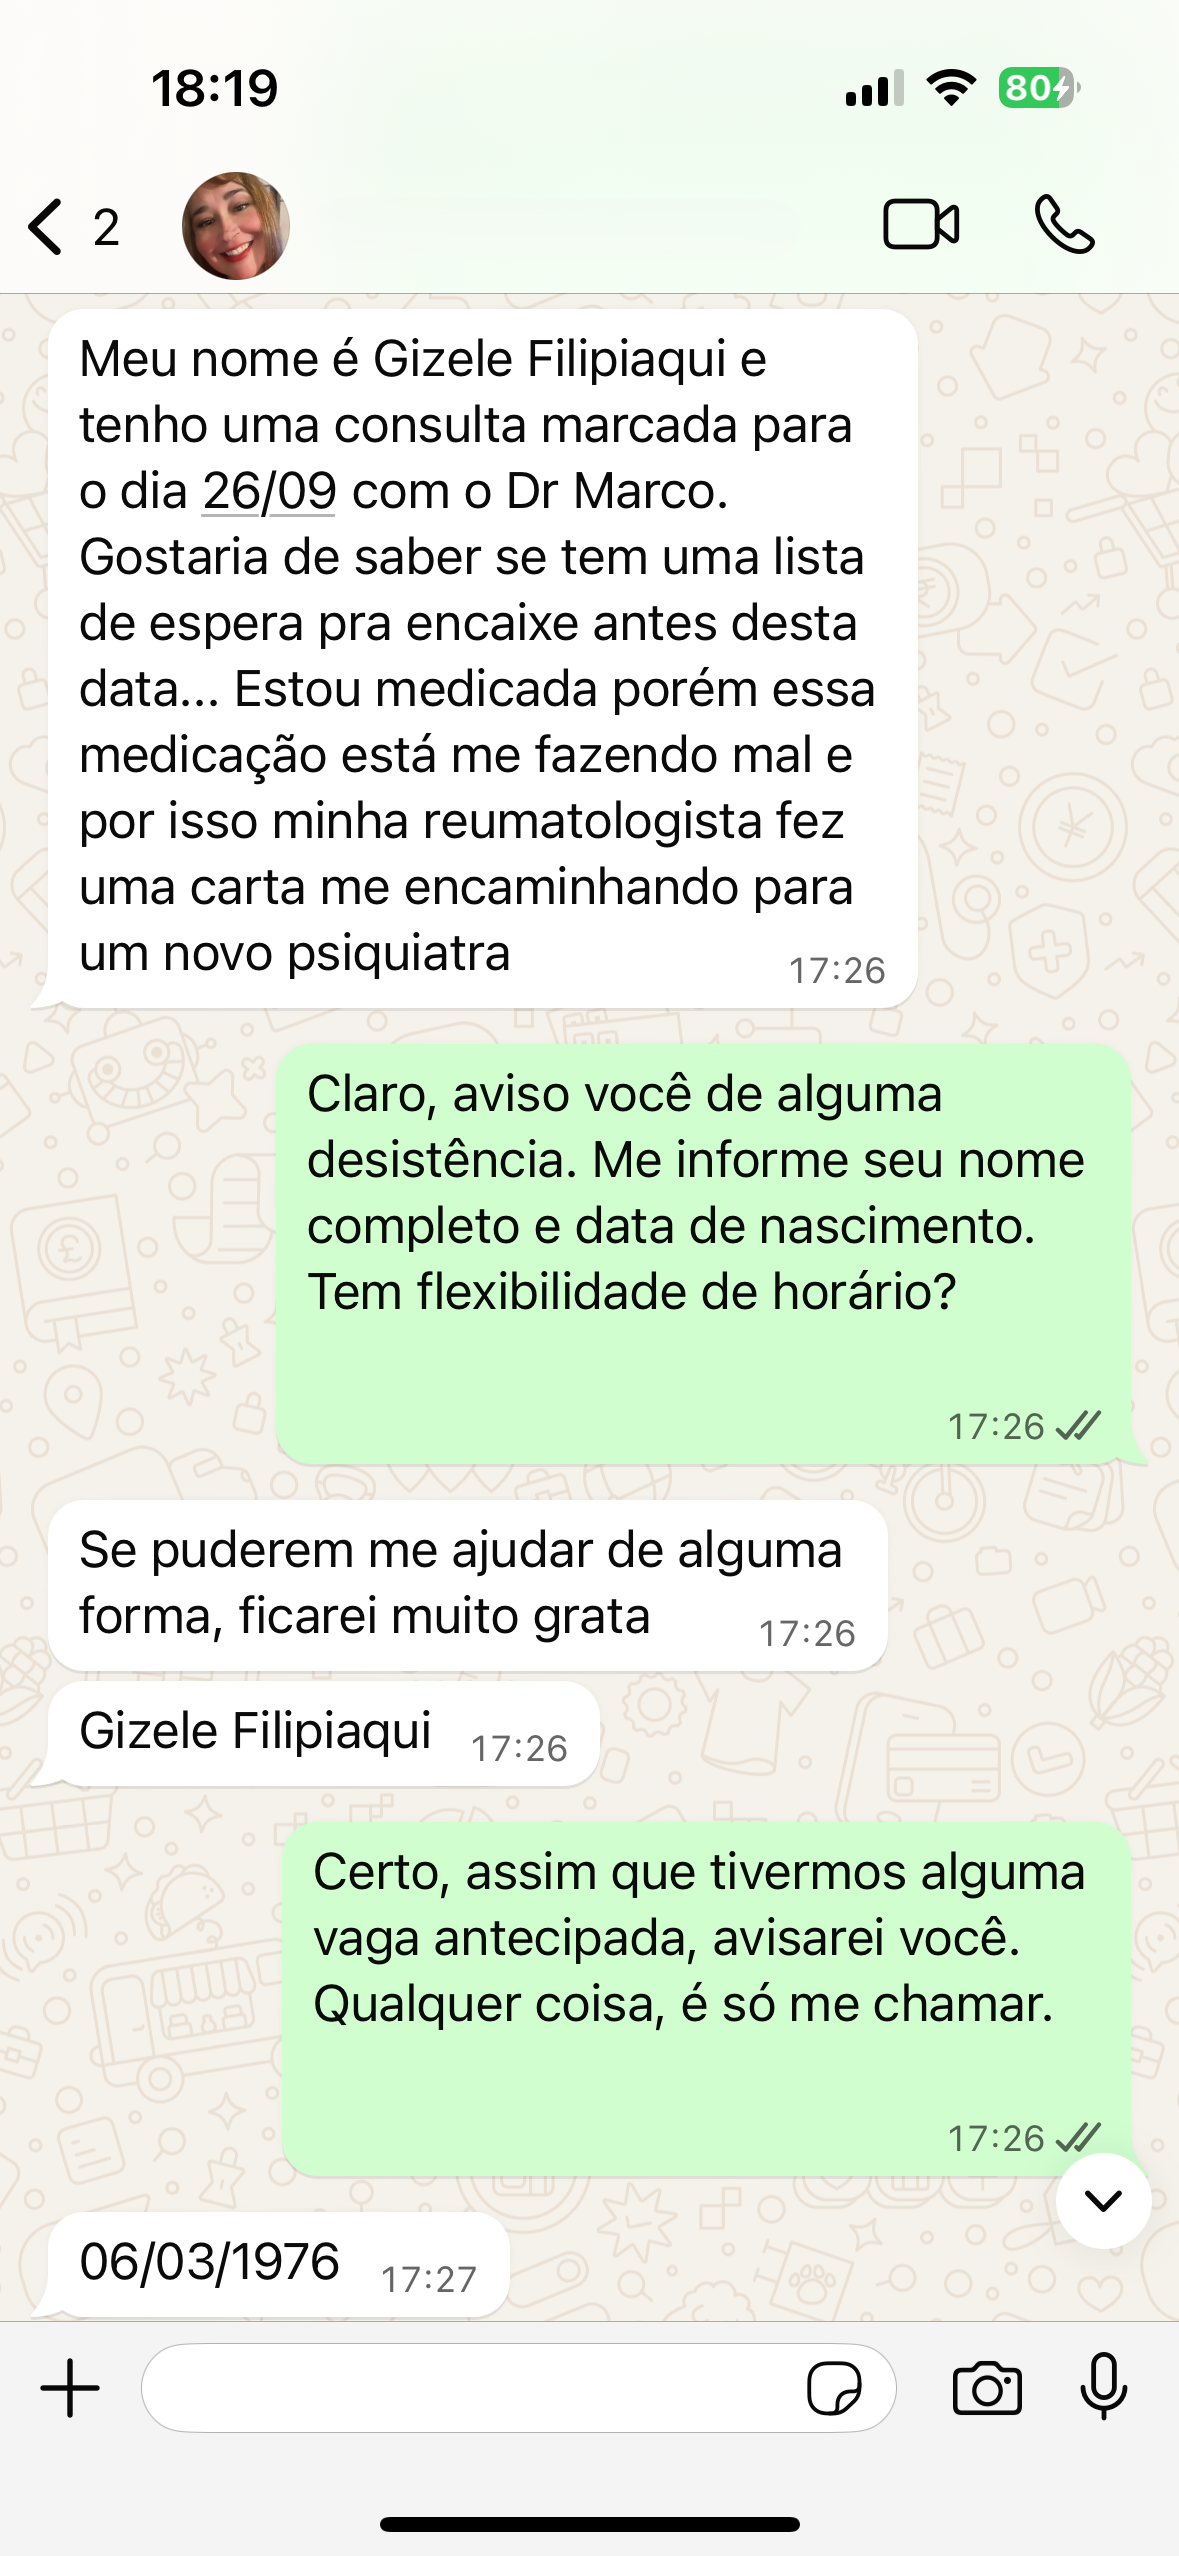 18:19
80
2
Meu nome é Gizele Filipiaqui e
tenho uma consulta marcada para
o dia 26/09 com o Dr Marco.
Gostaria de saber se tem uma lista
de espera pra encaixe antes desta
data... Estou medicada porém essa
medicação está me fazendo mal e
por isso minha reumatologista fez
uma carta me encaminhando para
um novo psiquiatra
17:26
Claro, aviso você de alguma
desistência. Me informe seu nome
completo e data de nascimento.
Tem flexibilidade de horário?
17:26
Se puderem me ajudar de alguma
forma, ficarei muito grata
17:26
Gizele Filipiaqui
17:26
Certo, assim que tivermos alguma
vaga antecipada, avisarei você.
Qualquer coisa, é só me chamar.
17:26
06/03/1976
17:27